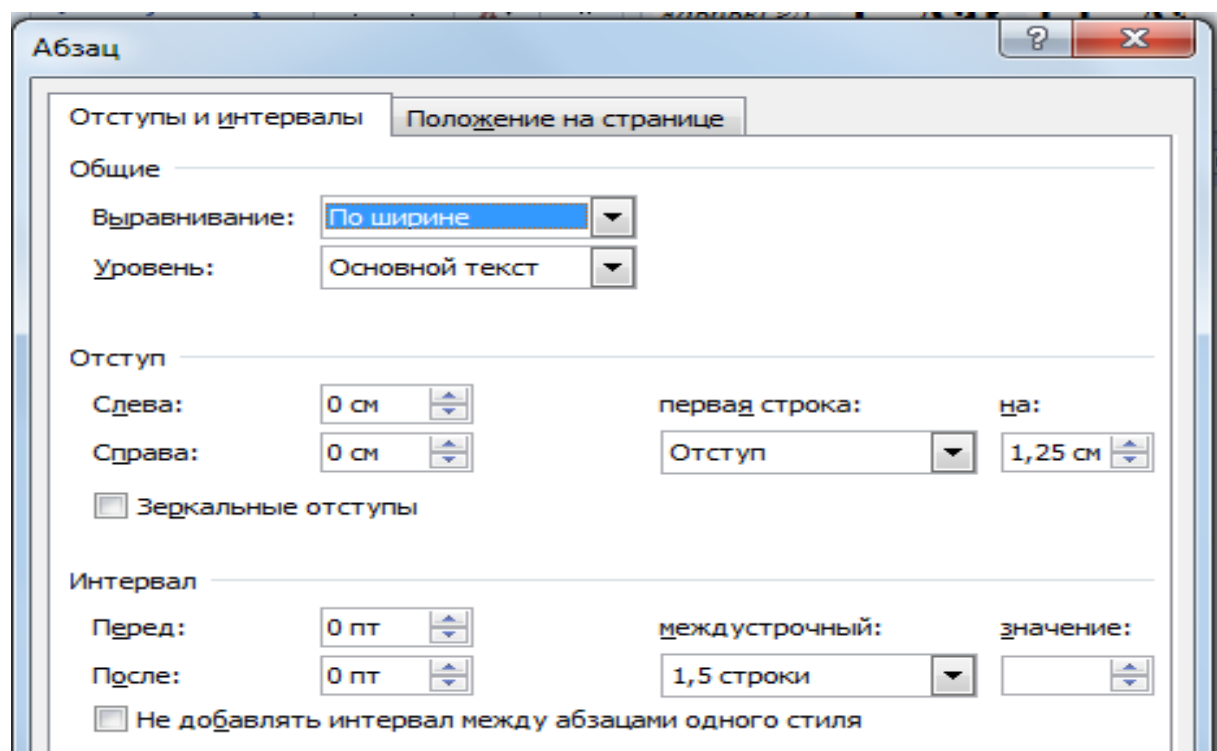 Абзац
Отступы и интервалы Положение на странице
Общие
Выравнивание: По ширине
Уровень: Основной текст
Отступ
Слева: 0 см первая строка: на:
Справа: 0 см Отступ 1,25 см
Зеркальные отступы
Интервал
Перед: 0 пт междустрочный: значение:
После: 0 пт 1,5 строки
Не добавлять интервал между абзацами одного стиля